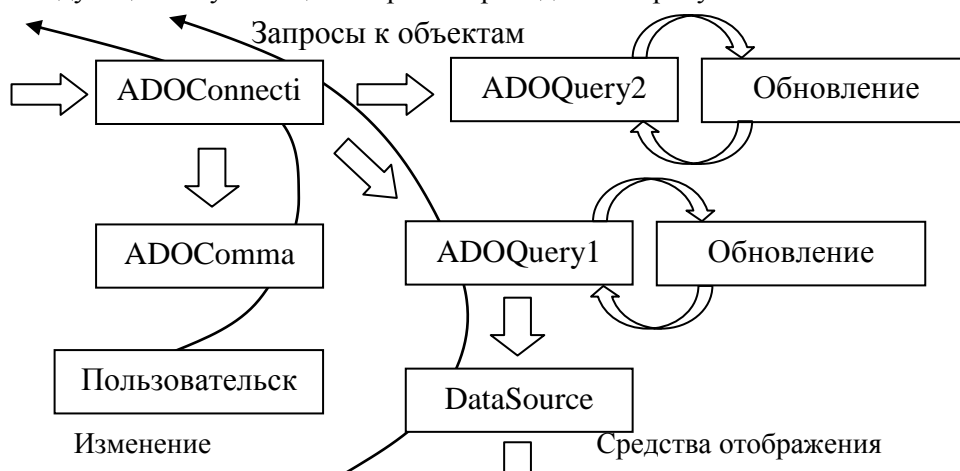 Запросы к объектам
ADOConnecti
ADOQuery2
Обновление
ADOComma
ADOQuery1
Обновление
Пользовательск
DataSource
Изменение
Средства отображения